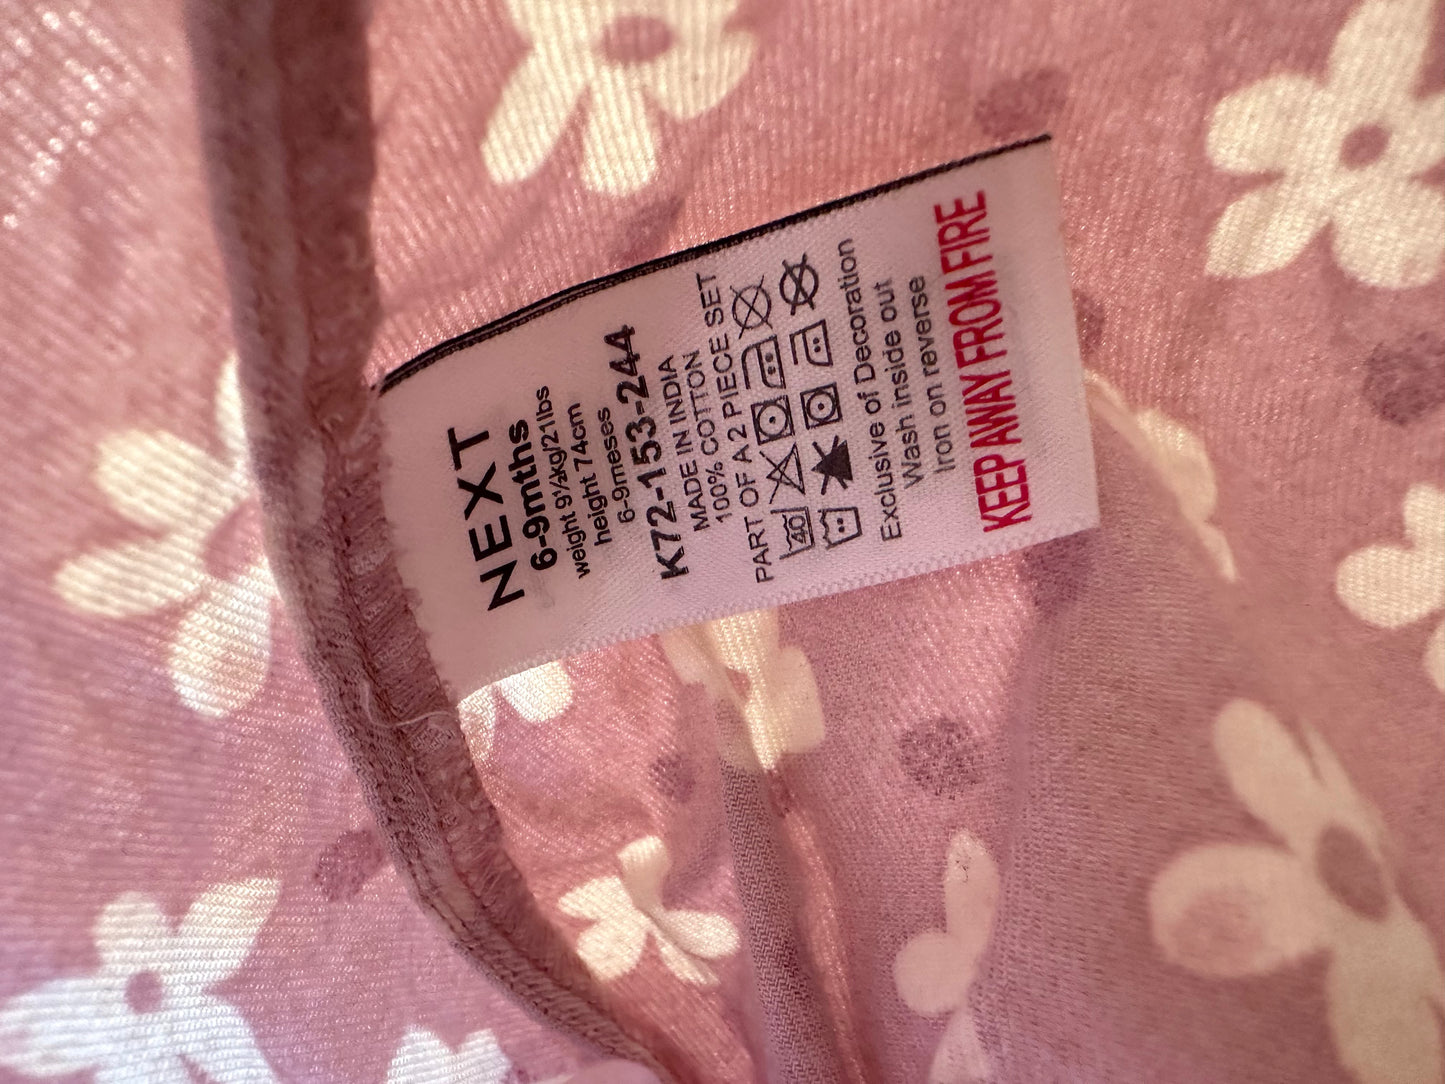 NEXT
6-9mths
weight 9½kg/21lbs
height 74cm
6-9meses
K72-153-244
MADE IN INDIA
100% COTTON
PART OF A 2 PIECE SET
40
Exclusive of Decoration
Wash inside out
Iron on reverse
KEEP AWAY FROM FIRE